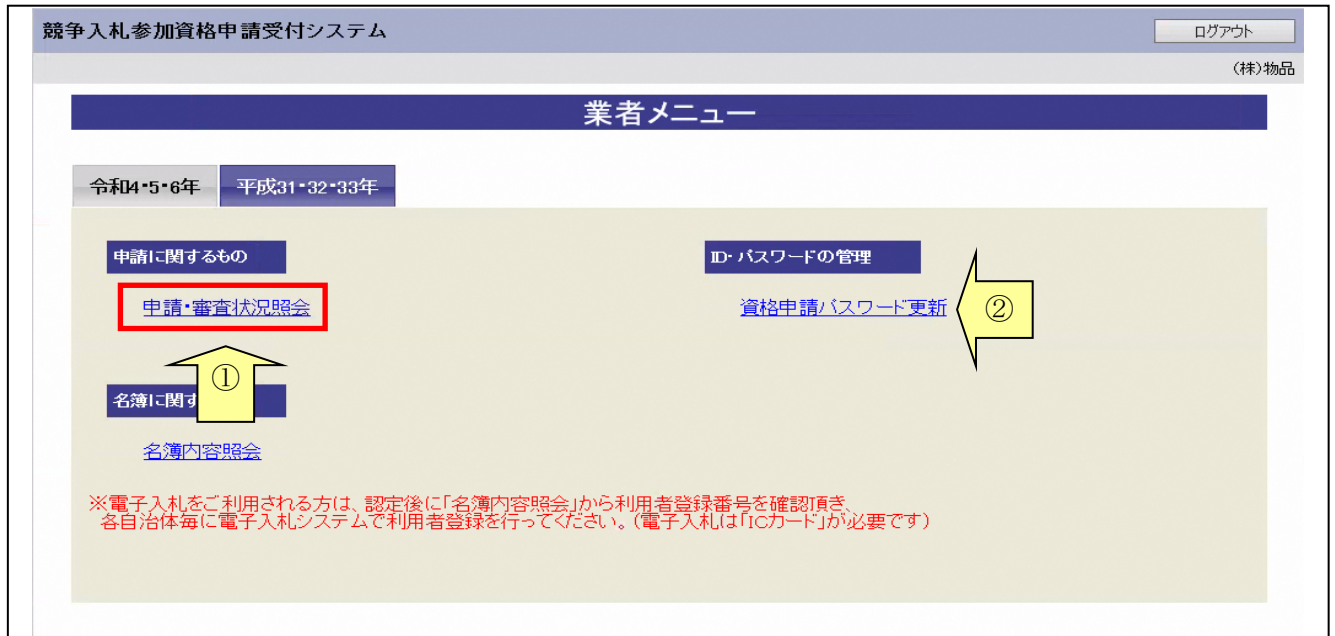 競争入札参加資格申請受付システム
ログアウト
(株)物品
業者メニュー
令和4・5・6年
平成31・32・33年
申請に関するもの
ID・パスワードの管理
申請・審査状況照会
資格申請パスワード更新
②
①
名簿に関す
名簿内容照会
※電子入札をご利用される方は、認定後に「名簿内容照会」から利用者登録番号を確認頂き、
各自治体毎に電子入札システムで利用者登録を行ってください。(電子入札は「ICカード」が必要です)